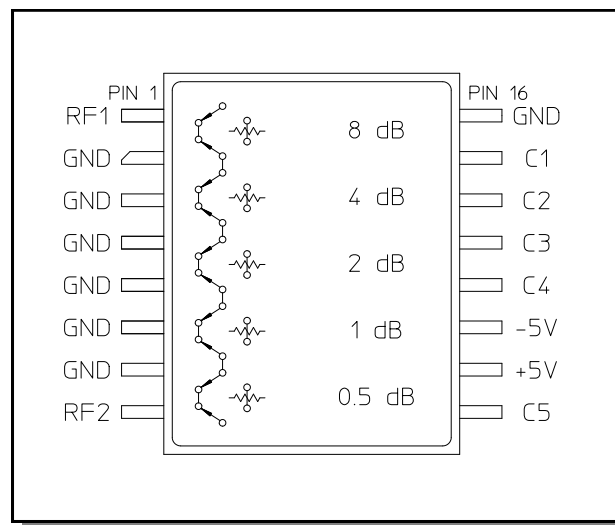 PIN 1 PIN 16
RF1 8 dB GND
GND C1
GND 4 dB C2
GND C3
GND 2 dB C4
GND 1 dB -5V
GND +5V
RF2 0.5 dB C5